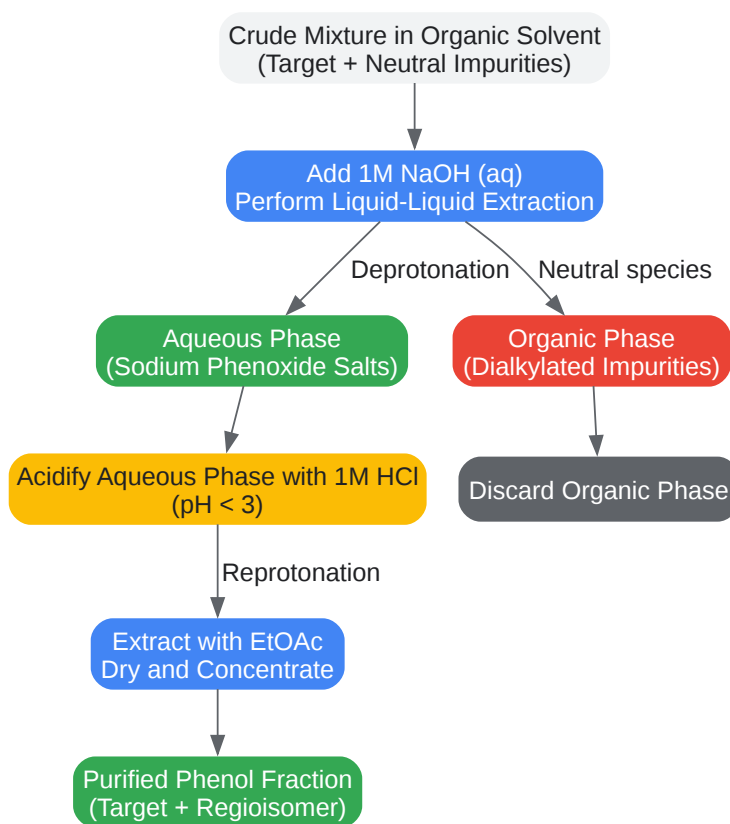 Crude Mixture in Organic Solvent
(Target + Neutral Impurities)
Add 1M NaOH (aq)
Perform Liquid-Liquid Extraction
Deprotonation
Neutral species
Aqueous Phase
(Sodium Phenoxide Salts)
Organic Phase
(Dialkylated Impurities)
Acidify Aqueous Phase with 1M HCl
(pH < 3)
Discard Organic Phase
Reprotonation
Extract with EtOAc
Dry and Concentrate
Purified Phenol Fraction
(Target + Regioisomer)